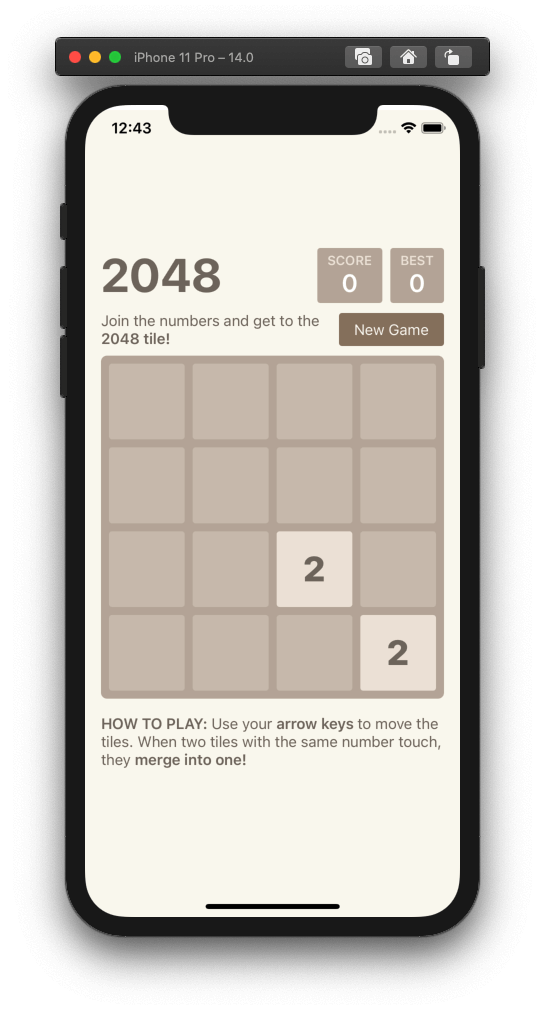 iPhone 11 Pro – 14.0
12:43
2048
SCORE
0
BEST
0
Join the numbers and get to the
2048 tile!
New Game
2
2
HOW TO PLAY: Use your arrow keys to move the
tiles. When two tiles with the same number touch,
they merge into one!